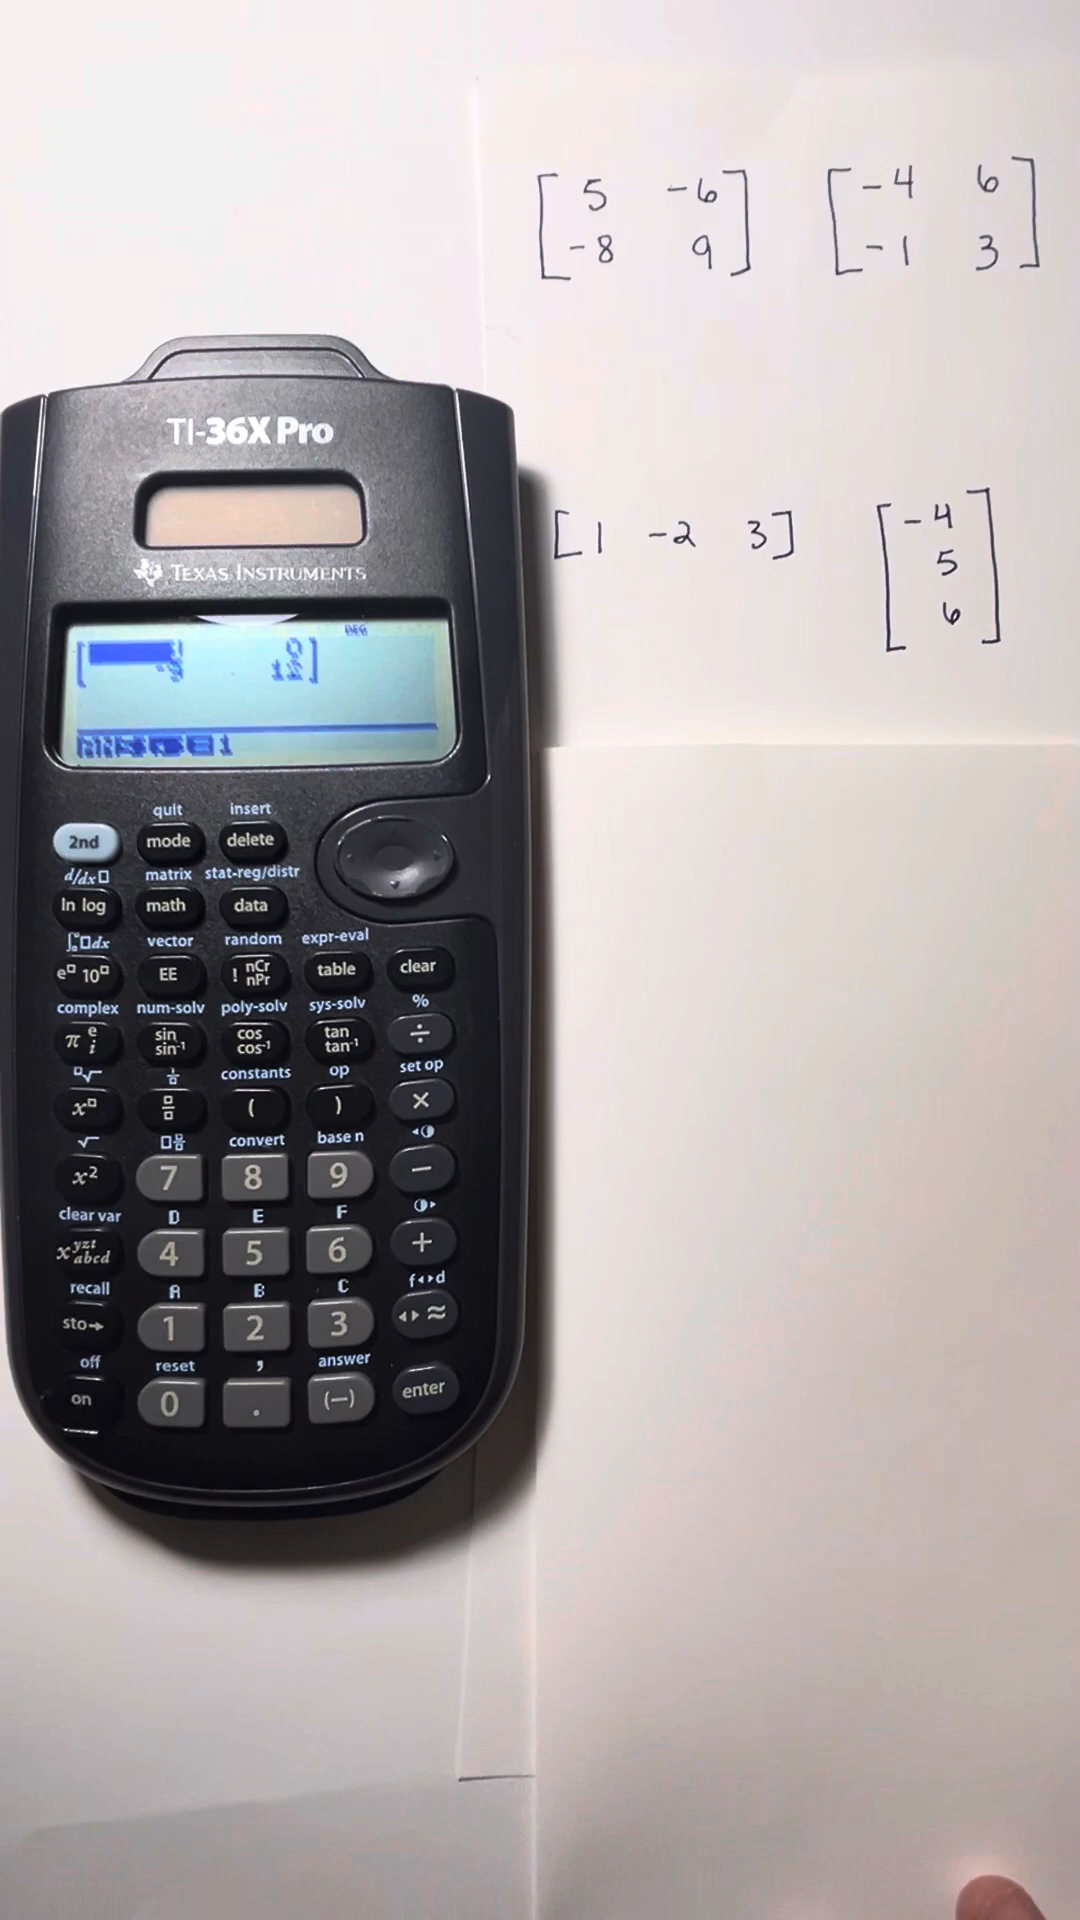 [ 5 -6 ] [ -4 6 ]
[ -8 9 ] [ -1 3 ]
[ 1 -2 3 ] [ -4
5
6 ]
TI-36X Pro
TEXAS INSTRUMENTS
DEG
quit insert
2nd mode delete
d/dx□ matrix stat-reg/distr
ln log math data
∫□dx vector random expr-eval
e□ 10□ EE ! nCr nPr table clear
complex num-solv poly-solv sys-solv %
π e i sin sin-1 cos cos-1 tan tan-1 ÷
□√ 1/□ constants op set op
x□ □/□ ( ) ×
√ □□/□ convert base n ◂◑
x² 7 8 9 −
clear var D E F ◑▸
x yzt abcd 4 5 6 +
recall A B C f◂▸d
sto→ 1 2 3 ◂▸≈
off reset , answer
on 0 . (−) enter